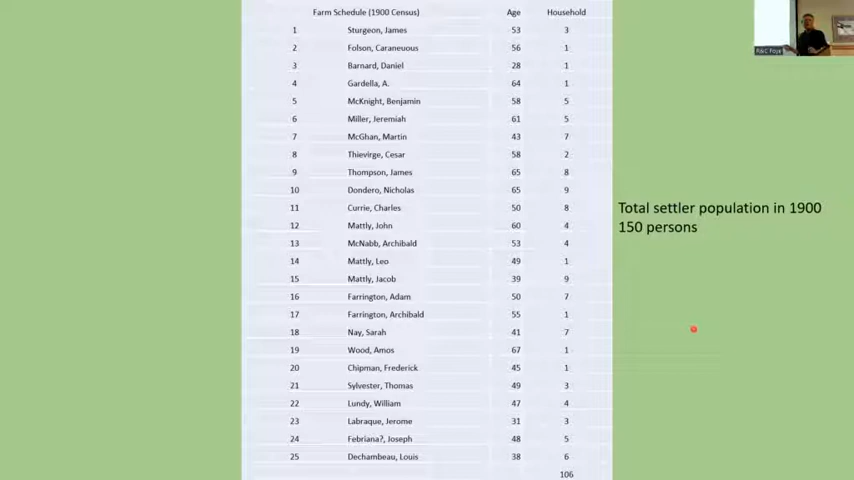 Farm Schedule (1900 Census) Age Household
1 Sturgeon, James 53 3
2 Folson, Caraneuous 56 1
3 Barnard, Daniel 28 1
4 Gardella, A. 64 1
5 McKnight, Benjamin 58 5
6 Miller, Jeremiah 61 5
7 McGhan, Martin 43 7
8 Thievirge, Cesar 58 2
9 Thompson, James 65 8
10 Dondero, Nicholas 65 9
11 Currie, Charles 50 8
12 Mattly, John 60 4
13 McNabb, Archibald 53 4
14 Mattly, Leo 49 1
15 Mattly, Jacob 39 9
16 Farrington, Adam 50 7
17 Farrington, Archibald 55 1
18 Nay, Sarah 41 7
19 Wood, Amos 67 1
20 Chipman, Frederick 45 1
21 Sylvester, Thomas 49 3
22 Lundy, William 47 4
23 Labraque, Jerome 31 3
24 Febriana?, Joseph 48 5
25 Dechambeau, Louis 38 6
106
Total settler population in 1900
150 persons